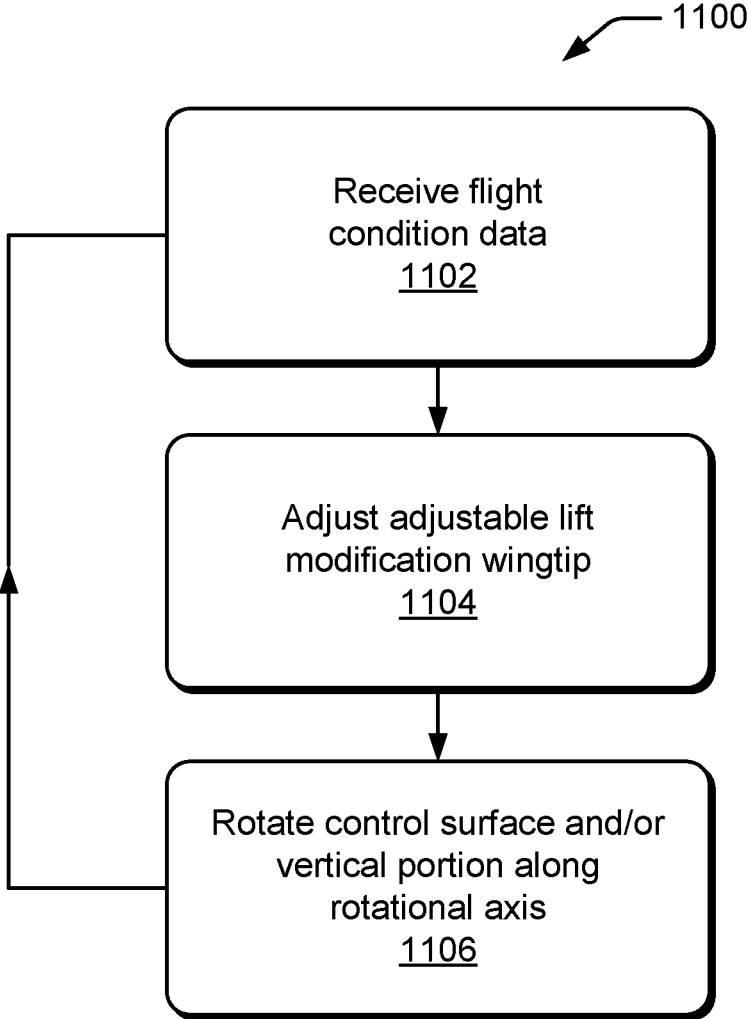 1100
Receive flight
condition data
1102
Adjust adjustable lift
modification wingtip
1104
Rotate control surface and/or
vertical portion along
rotational axis
1106